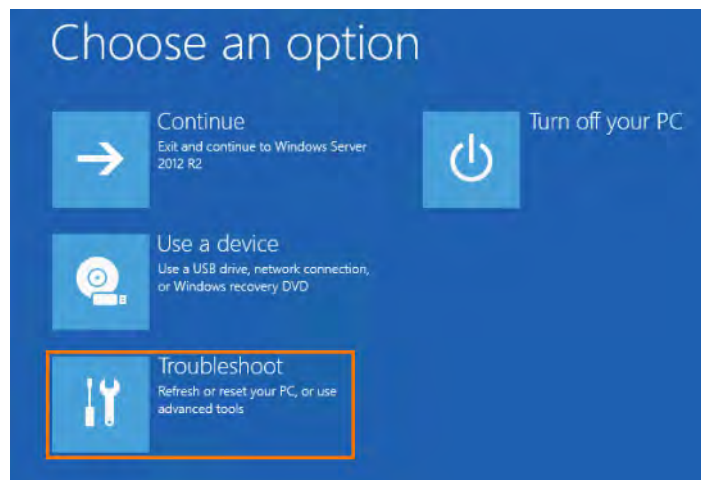 Choose an option
Continue
Exit and continue to Windows Server
2012 R2
Turn off your PC
Use a device
Use a USB drive, network connection,
or Windows recovery DVD
Troubleshoot
Refresh or reset your PC, or use
advanced tools